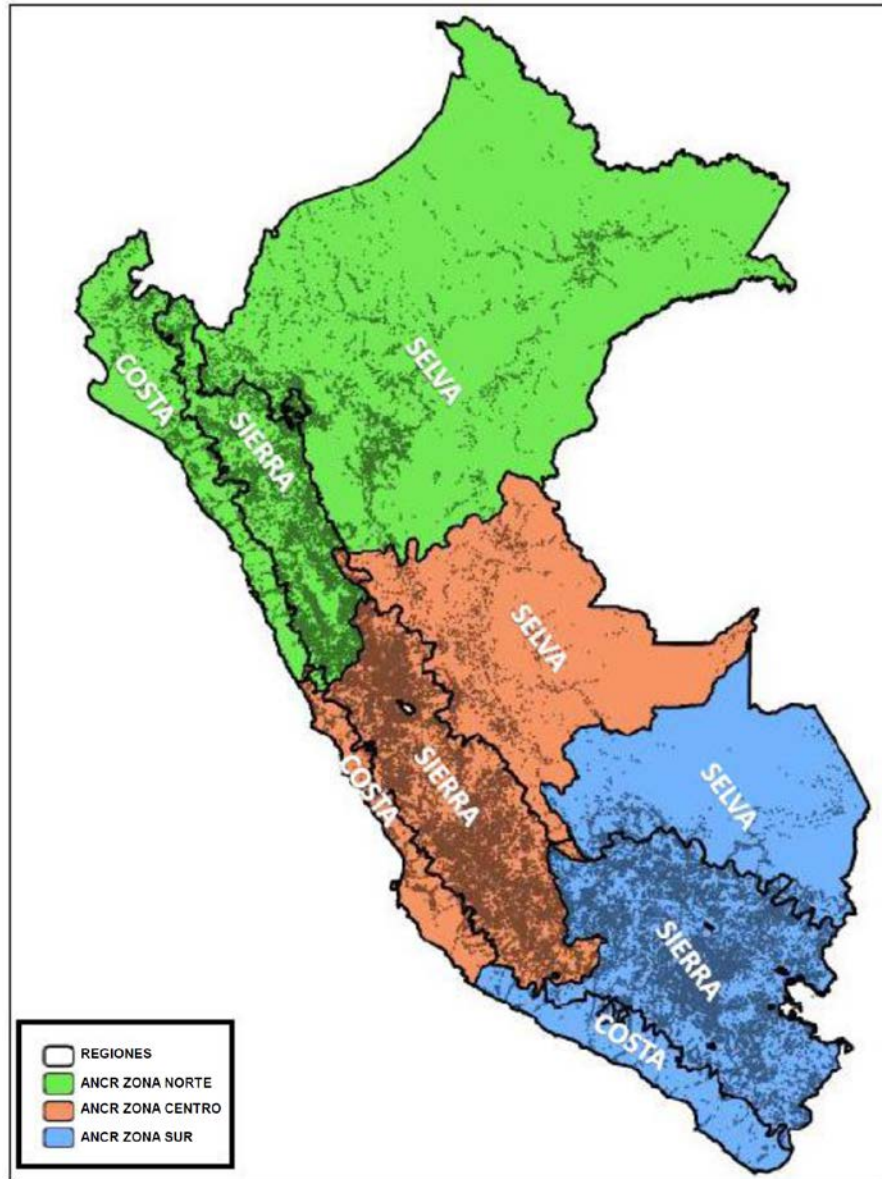 COSTA
SIERRA
SELVA
COSTA
SIERRA
SELVA
COSTA
SIERRA
SELVA
REGIONES
ANCR ZONA NORTE
ANCR ZONA CENTRO
ANCR ZONA SUR